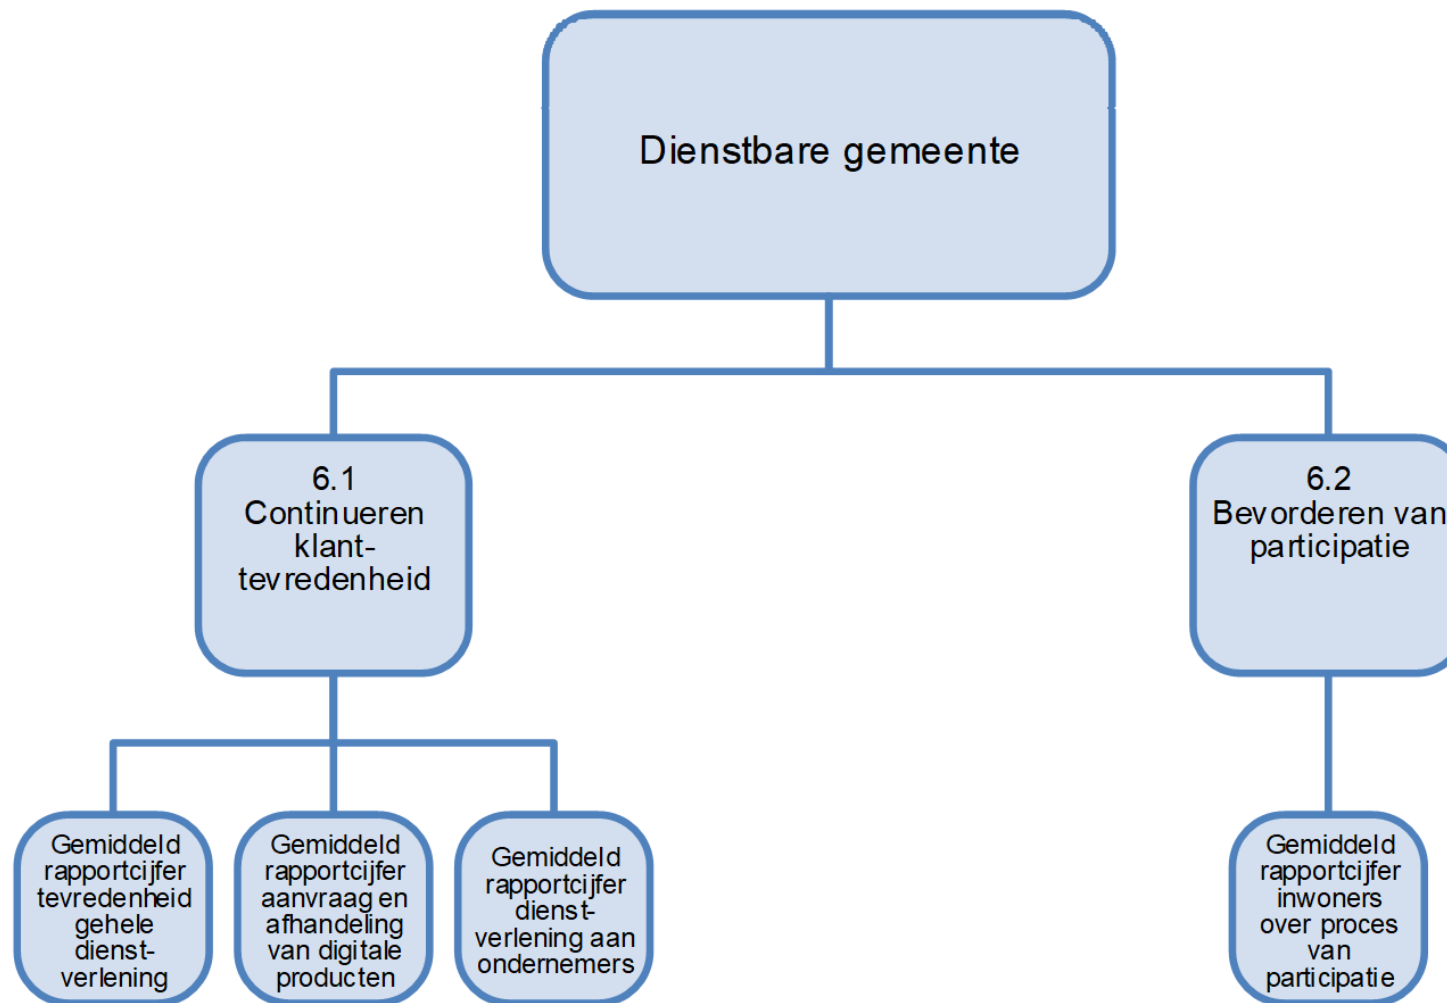 Dienstbare gemeente
6.1
Continueren
klant-
tevredenheid
6.2
Bevorderen van
participatie
Gemiddeld
rapportcijfer
tevredenheid
gehele
dienst-
verlening
Gemiddeld
rapportcijfer
aanvraag en
afhandeling
van digitale
producten
Gemiddeld
rapportcijfer
dienst-
verlening aan
ondernemers
Gemiddeld
rapportcijfer
inwoners
over proces
van
participatie